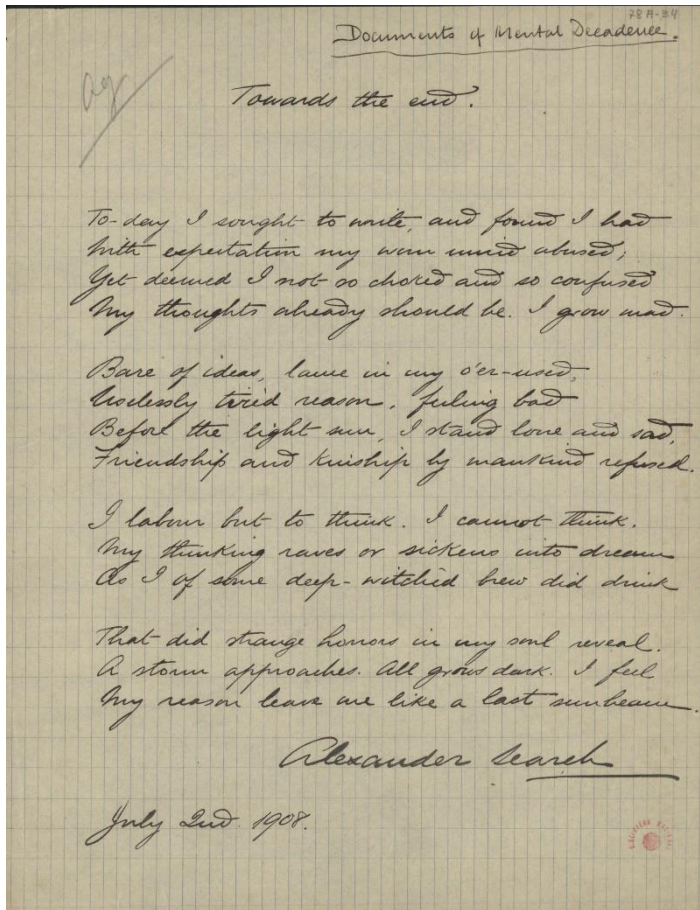 78A-34
Documents of Mental Decadence.
ag
Towards the end.
To-day I sought to write, and found I had
With expectation my worn mind abused;
Yet deemed I not so choked and so confused
My thoughts already should be. I grow mad.
Bare of ideas, lame in my o'er-used,
Uselessly tired reason, feeling bad
Before the light sun, I stand lone and sad,
Friendship and kinship by mankind refused.
I labour but to think. I cannot think.
My thinking raves or sickens into dream
As I of some deep-witched brew did drink
That did strange horrors in my soul reveal.
A storm approaches. All grows dark. I feel
My reason leave me like a last sunbeam.
Alexander Search
July 2nd. 1908.